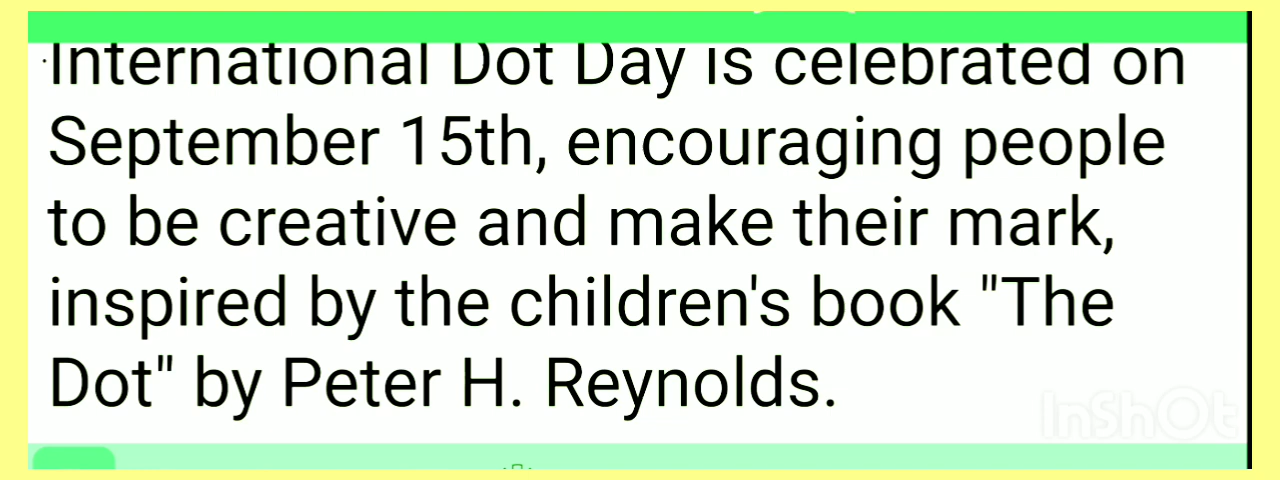 International Dot Day is celebrated on
September 15th, encouraging people
to be creative and make their mark,
inspired by the children's book "The
Dot" by Peter H. Reynolds.
InShOt